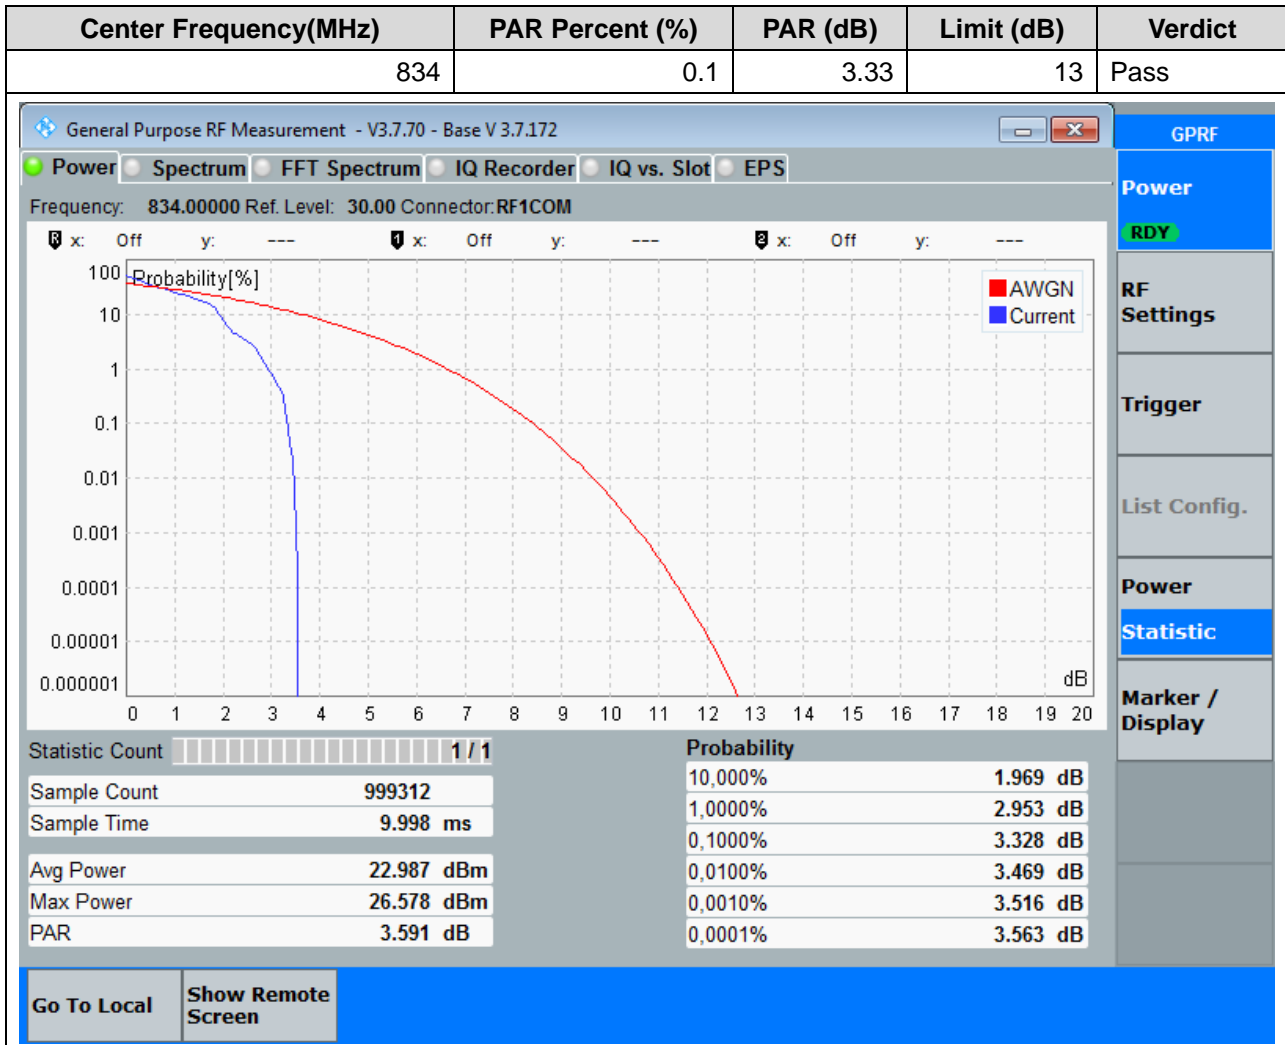 Center Frequency(MHz) PAR Percent (%) PAR (dB) Limit (dB) Verdict
834 0.1 3.33 13 Pass
General Purpose RF Measurement - V3.7.70 - Base V 3.7.172
GPRF
Power Spectrum FFT Spectrum IQ Recorder IQ vs. Slot EPS
Power
RDY
Frequency: 834.00000 Ref. Level: 30.00 Connector: RF1COM
R x: Off y: --- 1 x: Off y: --- 2 x: Off y: ---
Probability[%]
AWGN
Current
100
10
1
0.1
0.01
0.001
0.0001
0.00001
0.000001
dB
0 1 2 3 4 5 6 7 8 9 10 11 12 13 14 15 16 17 18 19 20
RF
Settings
Trigger
List Config.
Power
Statistic
Marker /
Display
Statistic Count 1 / 1
Sample Count 999312
Sample Time 9.998 ms
Avg Power 22.987 dBm
Max Power 26.578 dBm
PAR 3.591 dB
Probability
10,000% 1.969 dB
1,0000% 2.953 dB
0,1000% 3.328 dB
0,0100% 3.469 dB
0,0010% 3.516 dB
0,0001% 3.563 dB
Go To Local
Show Remote
Screen